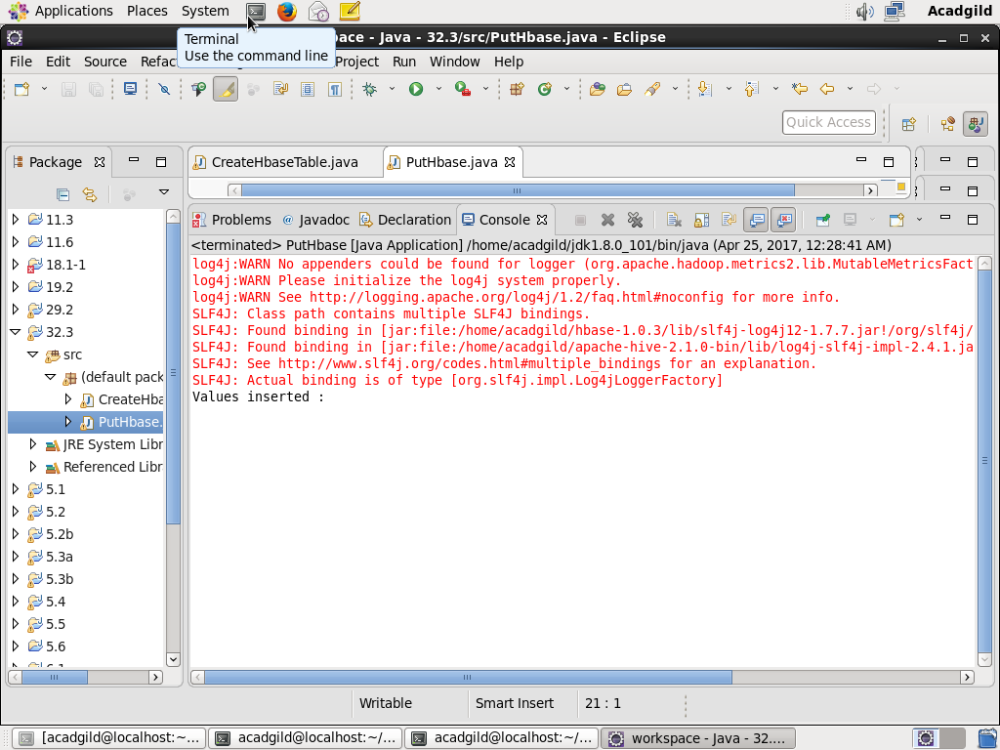 Applications Places System Acadgild
Terminal
Use the command line
pace - Java - 32.3/src/PutHbase.java - Eclipse
File Edit Source Refac Project Run Window Help
Quick Access
Package
CreateHbaseTable.java
PutHbase.java
11.3
11.6
18.1-1
19.2
29.2
32.3
src
(default pack
CreateHba
PutHbase.
JRE System Libr
Referenced Libr
5.1
5.2
5.2b
5.3a
5.3b
5.4
5.5
5.6
6.1
Problems @ Javadoc Declaration Console
<terminated> PutHbase [Java Application] /home/acadgild/jdk1.8.0_101/bin/java (Apr 25, 2017, 12:28:41 AM)
log4j:WARN No appenders could be found for logger (org.apache.hadoop.metrics2.lib.MutableMetricsFact
log4j:WARN Please initialize the log4j system properly.
log4j:WARN See http://logging.apache.org/log4j/1.2/faq.html#noconfig for more info.
SLF4J: Class path contains multiple SLF4J bindings.
SLF4J: Found binding in [jar:file:/home/acadgild/hbase-1.0.3/lib/slf4j-log4j12-1.7.7.jar!/org/slf4j/
SLF4J: Found binding in [jar:file:/home/acadgild/apache-hive-2.1.0-bin/lib/log4j-slf4j-impl-2.4.1.ja
SLF4J: See http://www.slf4j.org/codes.html#multiple_bindings for an explanation.
SLF4J: Actual binding is of type [org.slf4j.impl.Log4jLoggerFactory]
Values inserted :
Writable Smart Insert 21 : 1
[acadgild@localhost:~... acadgild@localhost:~/... acadgild@localhost:~/... workspace - Java - 32....